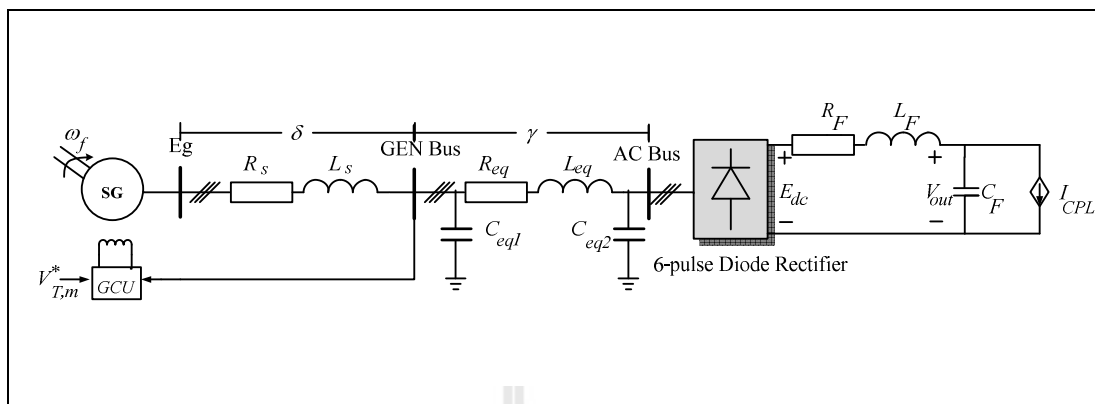 ω_f
SG
Eg
δ
R_s
L_s
GEN Bus
γ
R_eq
L_eq
AC Bus
C_eq1
C_eq2
E_dc
R_F
L_F
V_out
C_F
I_CPL
+
−
+
−
6-pulse Diode Rectifier
V*_T,m
GCU